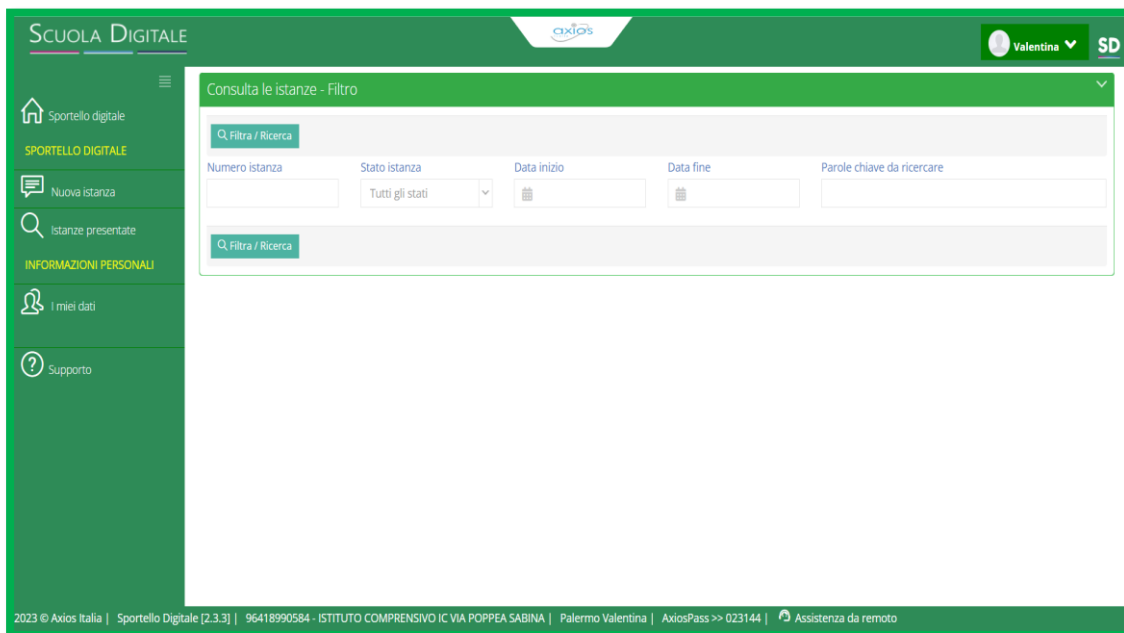 SCUOLA DIGITALE
axios
Valentina
SD
Sportello digitale
SPORTELLO DIGITALE
Nuova istanza
Istanze presentate
INFORMAZIONI PERSONALI
I miei dati
Supporto
Consulta le istanze - Filtro
Filtra / Ricerca
Numero istanza Stato istanza Data inizio Data fine Parole chiave da ricercare
Tutti gli stati
Filtra / Ricerca
2023 © Axios Italia | Sportello Digitale [2.3.3] | 96418990584 - ISTITUTO COMPRENSIVO IC VIA POPPEA SABINA | Palermo Valentina | AxiosPass >> 023144 | Assistenza da remoto